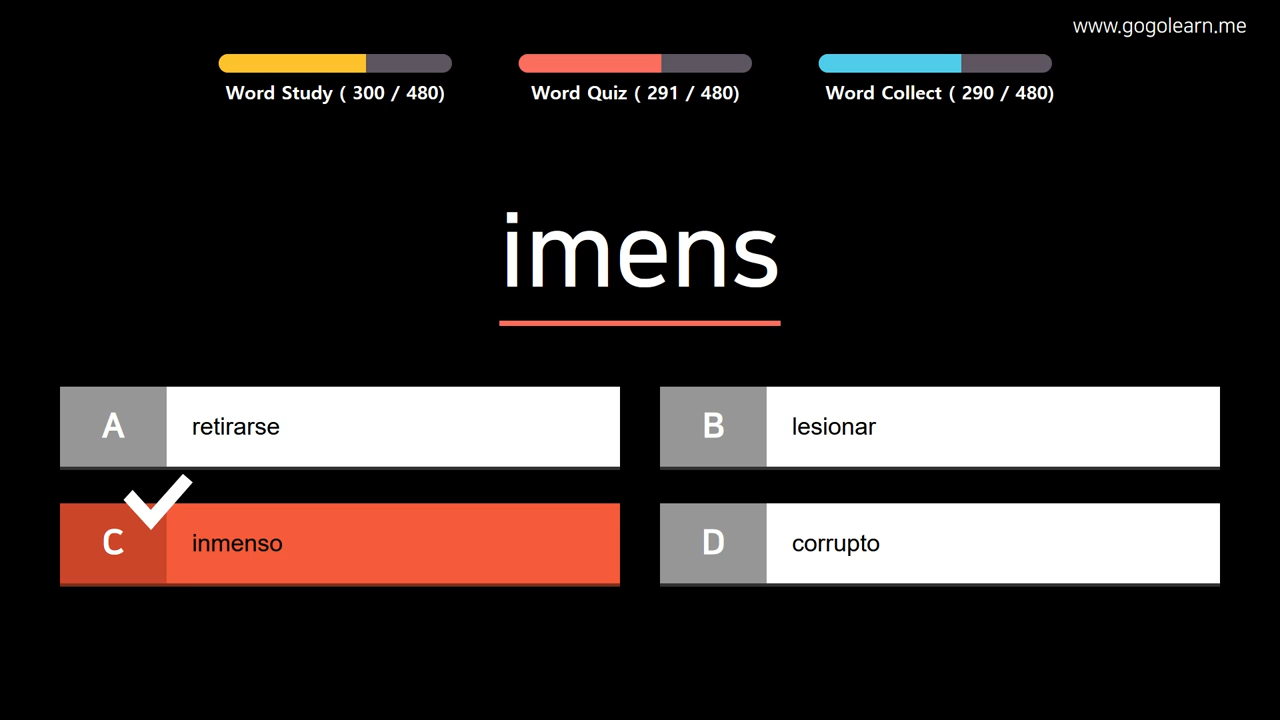 www.gogolearn.me
Word Study ( 300 / 480)
Word Quiz ( 291 / 480)
Word Collect ( 290 / 480)
imens
A retirarse
B lesionar
C inmenso
D corrupto